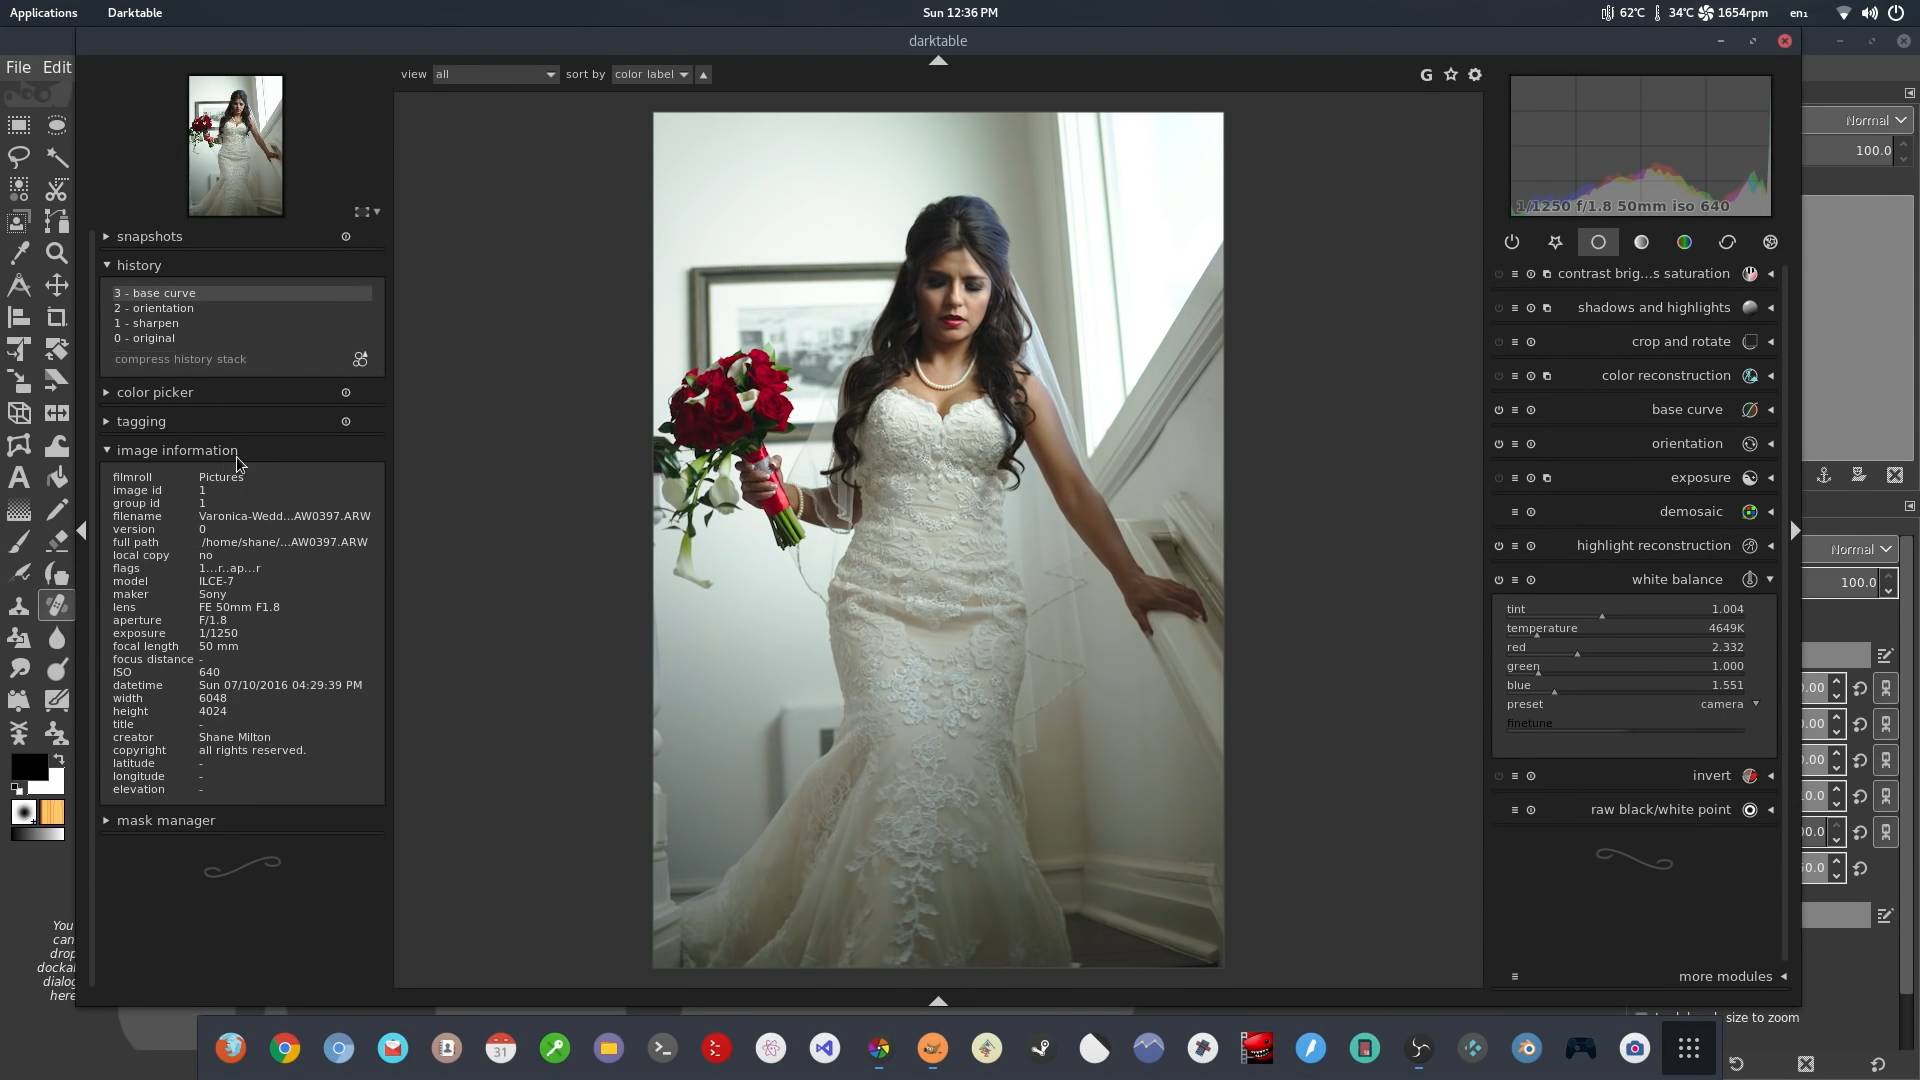 Applications
Darktable
Sun 12:36 PM
62°C
34°C
1654rpm
en₁
darktable
File
Edit
view
all
sort by
color label
G
1/1250 f/1.8 50mm iso 640
Normal
100.0
snapshots
history
3 - base curve
2 - orientation
1 - sharpen
0 - original
compress history stack
color picker
tagging
image information
filmroll Pictures
image id 1
group id 1
filename Varonica-Wedd...AW0397.ARW
version 0
full path /home/shane/...AW0397.ARW
local copy no
flags 1...r..ap...r
model ILCE-7
maker Sony
lens FE 50mm F1.8
aperture F/1.8
exposure 1/1250
focal length 50 mm
focus distance -
ISO 640
datetime Sun 07/10/2016 04:29:39 PM
width 6048
height 4024
title -
creator Shane Milton
copyright all rights reserved.
latitude -
longitude -
elevation -
mask manager
contrast brig...s saturation
shadows and highlights
crop and rotate
color reconstruction
base curve
orientation
exposure
demosaic
highlight reconstruction
white balance
tint 1.004
temperature 4649K
red 2.332
green 1.000
blue 1.551
preset camera
finetune
invert
raw black/white point
more modules
Normal
100.0
You
can
drop
dockal
dialog
here
size to zoom
31